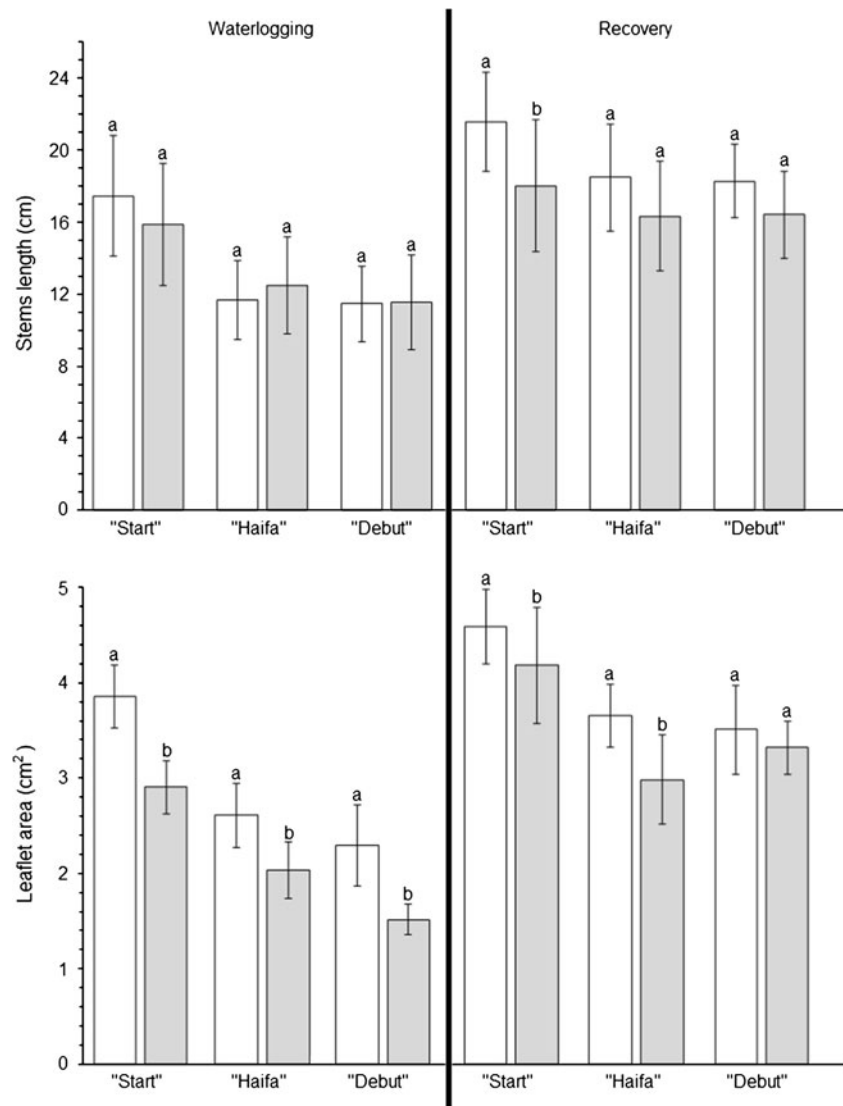 Waterlogging
Recovery
Stems length (cm)
24
20
16
12
8
4
0
a
a
a
a
a
a
a
b
a
a
a
a
"Start"
"Haifa"
"Debut"
"Start"
"Haifa"
"Debut"
Leaflet area (cm²)
5
4
3
2
1
0
a
b
a
b
a
b
a
b
a
b
a
a
"Start"
"Haifa"
"Debut"
"Start"
"Haifa"
"Debut"